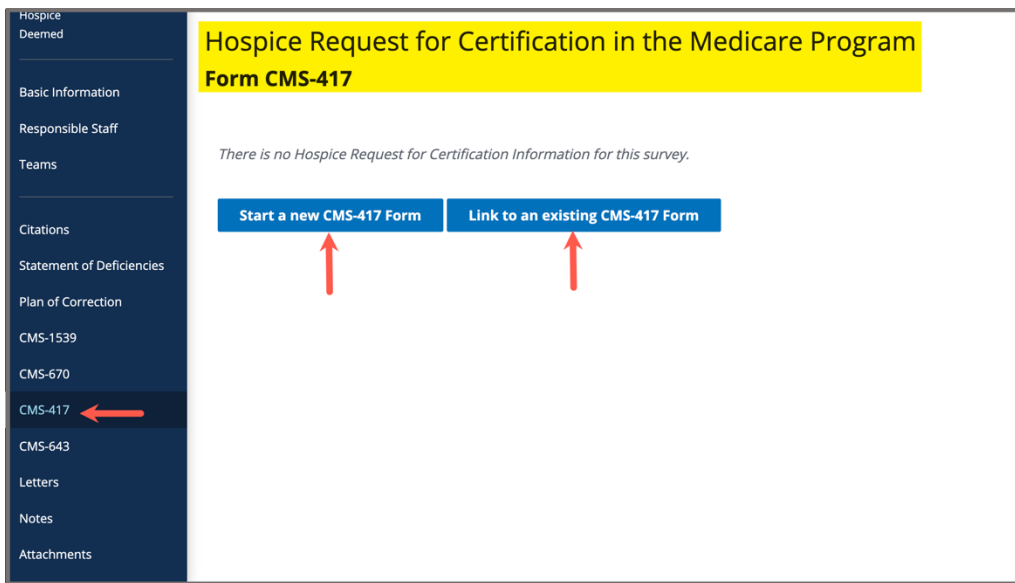 Hospice
Deemed
Basic Information
Responsible Staff
Teams
Citations
Statement of Deficiencies
Plan of Correction
CMS-1539
CMS-670
CMS-417
CMS-643
Letters
Notes
Attachments
Hospice Request for Certification in the Medicare Program
Form CMS-417
There is no Hospice Request for Certification Information for this survey.
Start a new CMS-417 Form
Link to an existing CMS-417 Form